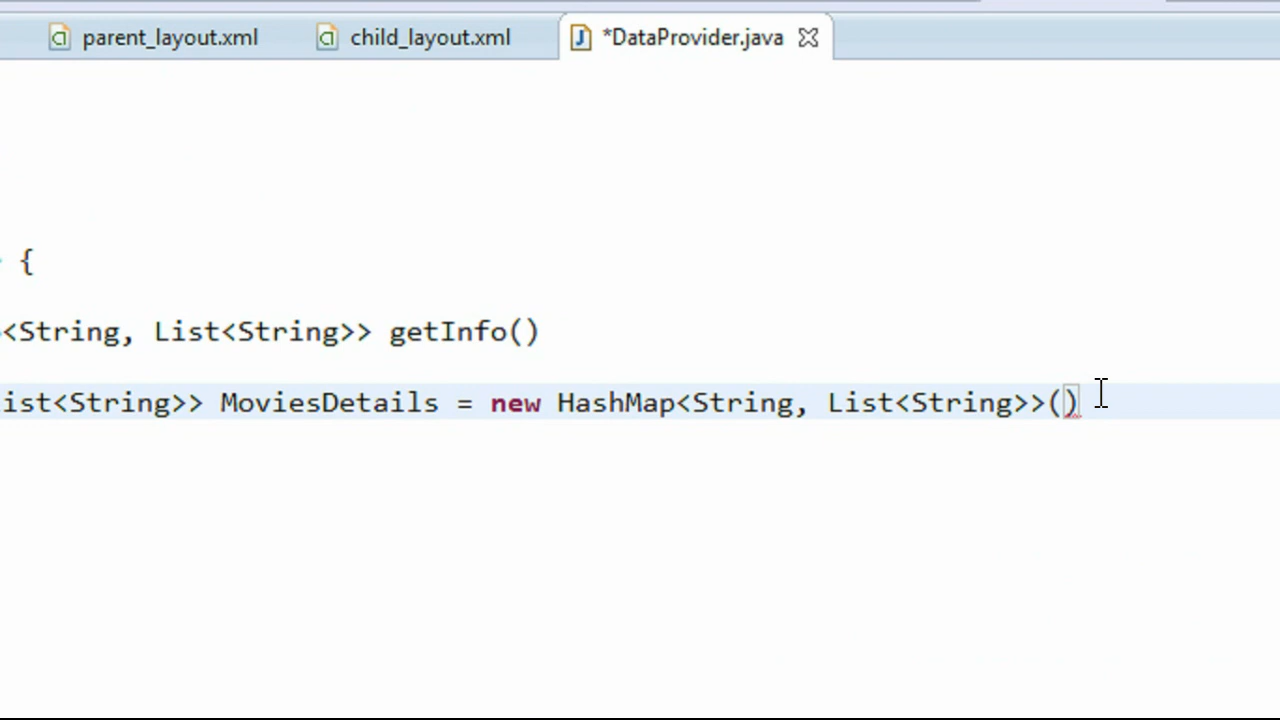 parent_layout.xml child_layout.xml *DataProvider.java
{
<String, List<String>> getInfo()
ist<String>> MoviesDetails = new HashMap<String, List<String>>()